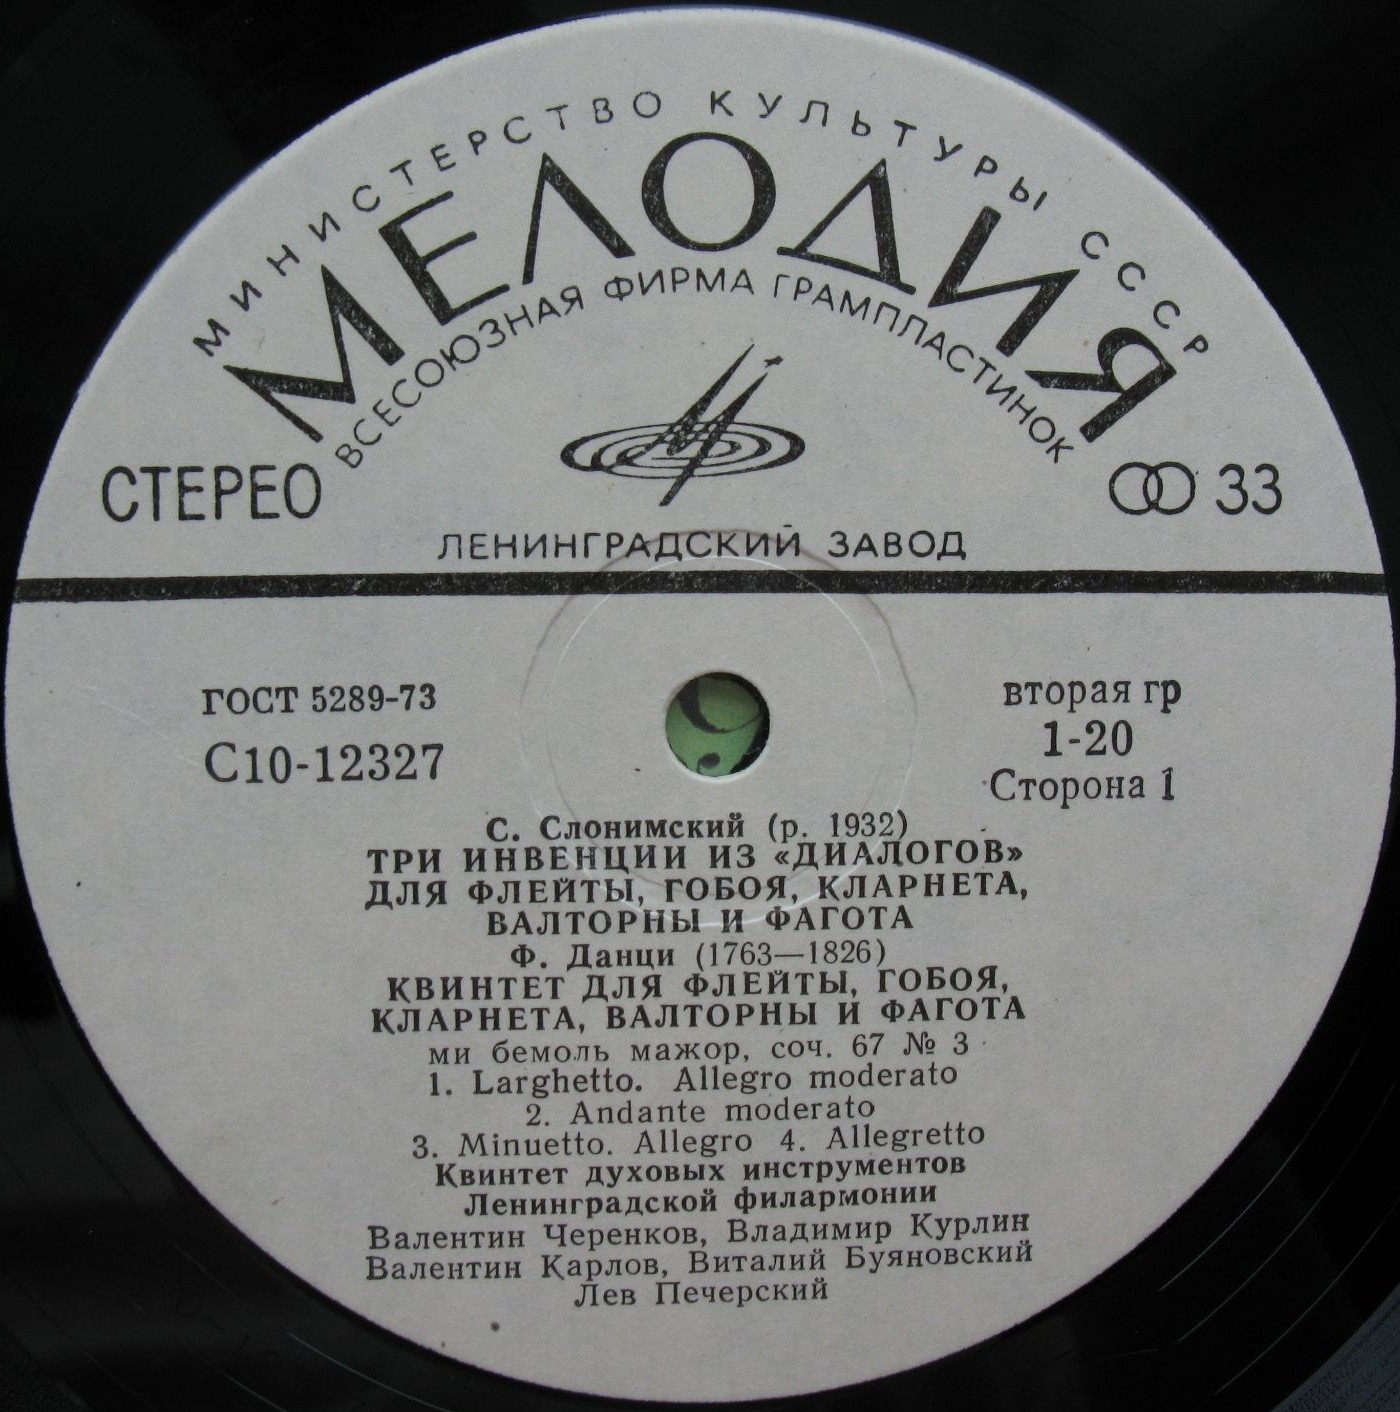 МИНИСТЕРСТВО КУЛЬТУРЫ СССР
МЕЛОДИЯ
ВСЕСОЮЗНАЯ ФИРМА ГРАМПЛАСТИНОК
СТЕРЕО
33
ЛЕНИНГРАДСКИЙ ЗАВОД
ГОСТ 5289-73
С10-12327
вторая гр
1-20
Сторона 1
С. Слонимский (р. 1932)
ТРИ ИНВЕНЦИИ ИЗ «ДИАЛОГОВ»
ДЛЯ ФЛЕЙТЫ, ГОБОЯ, КЛАРНЕТА,
ВАЛТОРНЫ И ФАГОТА
Ф. Данци (1763—1826)
КВИНТЕТ ДЛЯ ФЛЕЙТЫ, ГОБОЯ,
КЛАРНЕТА, ВАЛТОРНЫ И ФАГОТА
ми бемоль мажор, соч. 67 № 3
1. Larghetto. Allegro moderato
2. Andante moderato
3. Minuetto. Allegro 4. Allegretto
Квинтет духовых инструментов
Ленинградской филармонии
Валентин Черенков, Владимир Курлин
Валентин Карлов, Виталий Буяновский
Лев Печерский